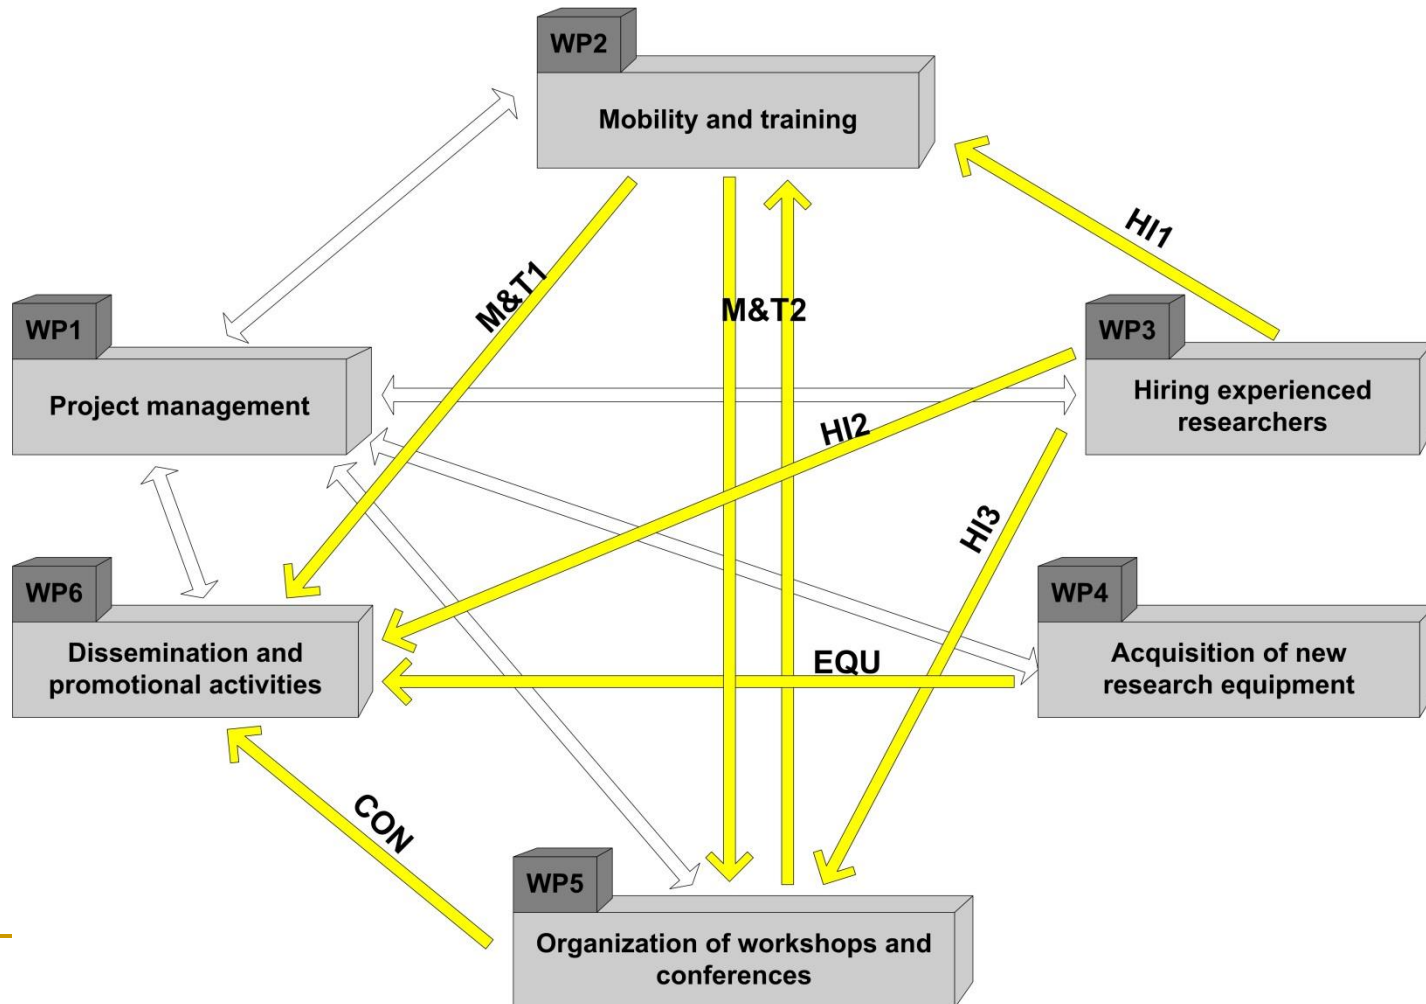 WP2
Mobility and training
HI1
M&T1
M&T2
WP1
Project management
WP3
Hiring experienced
researchers
HI2
HI3
WP6
Dissemination and
promotional activities
EQU
WP4
Acquisition of new
research equipment
CON
WP5
Organization of workshops and
conferences